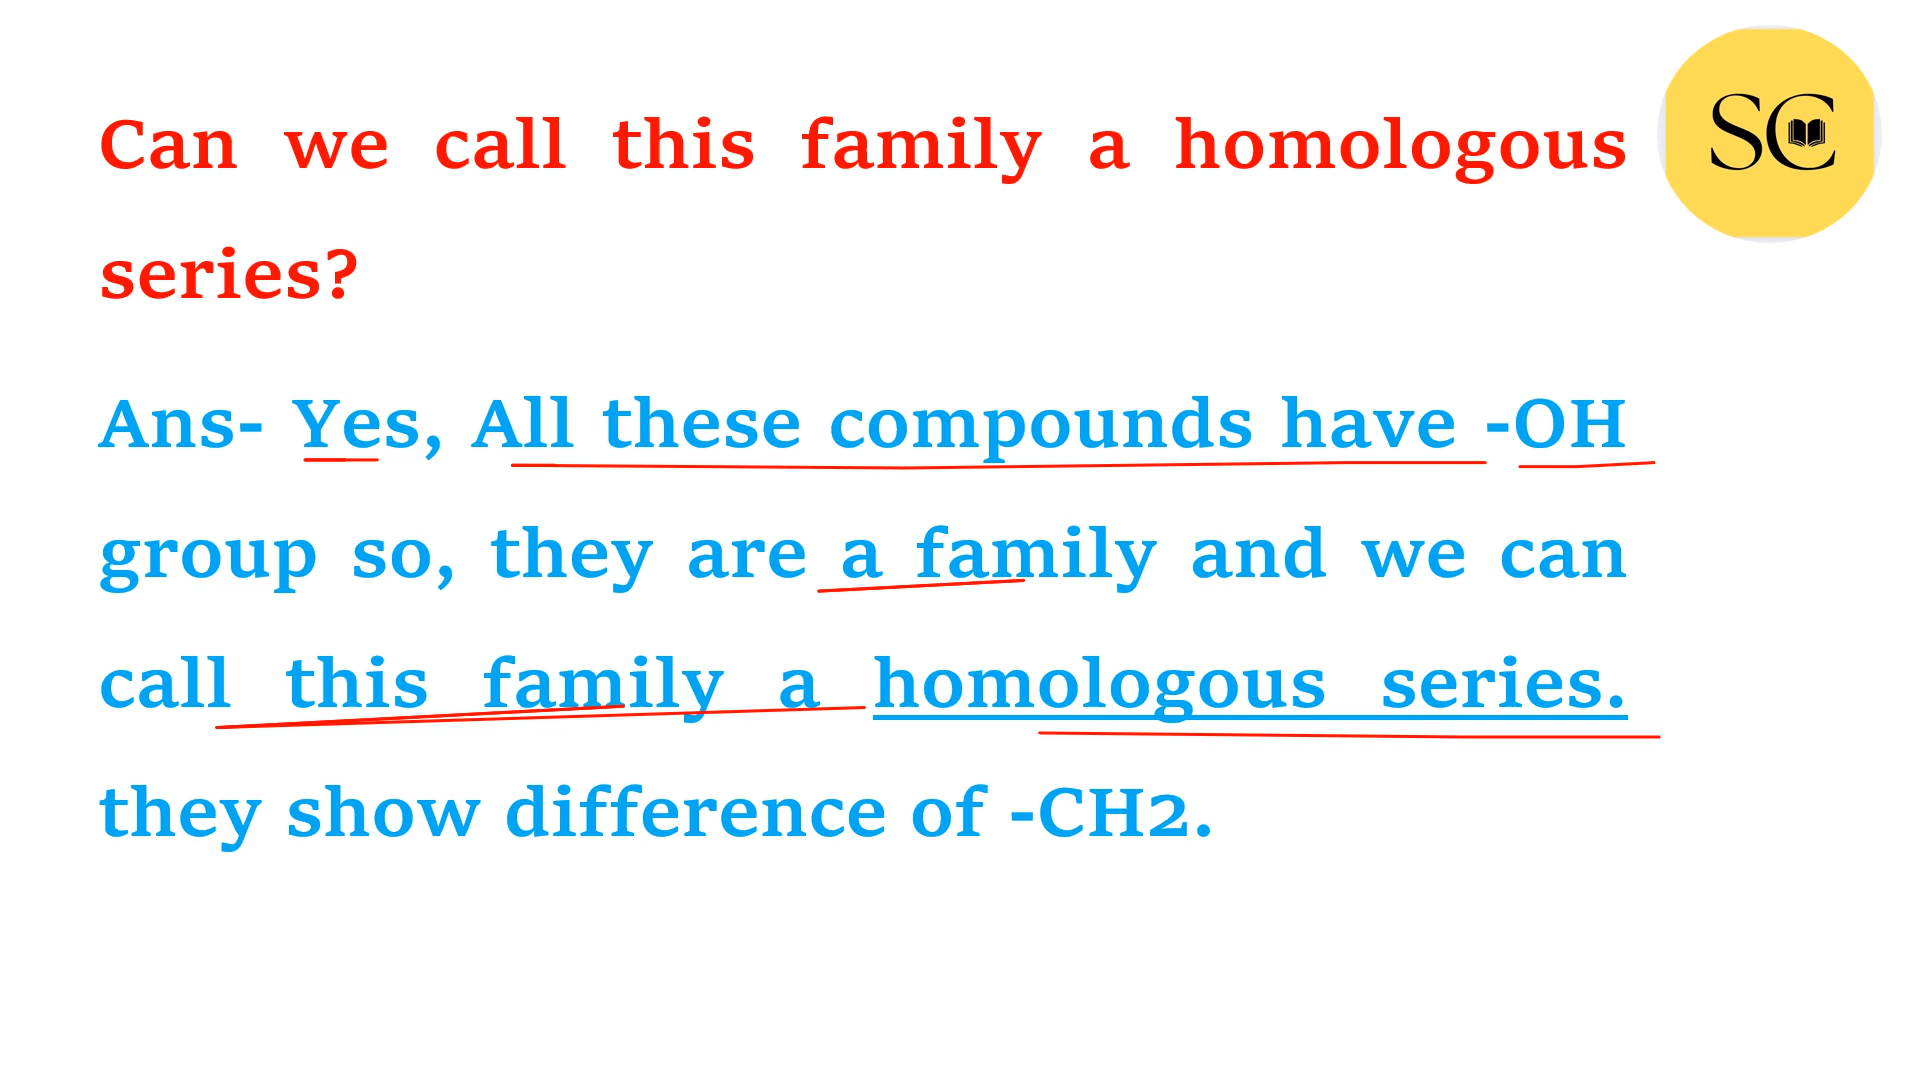 Can we call this family a homologous
series?
SC
Ans- Yes, All these compounds have -OH
group so, they are a family and we can
call this family a homologous series.
they show difference of -CH2.